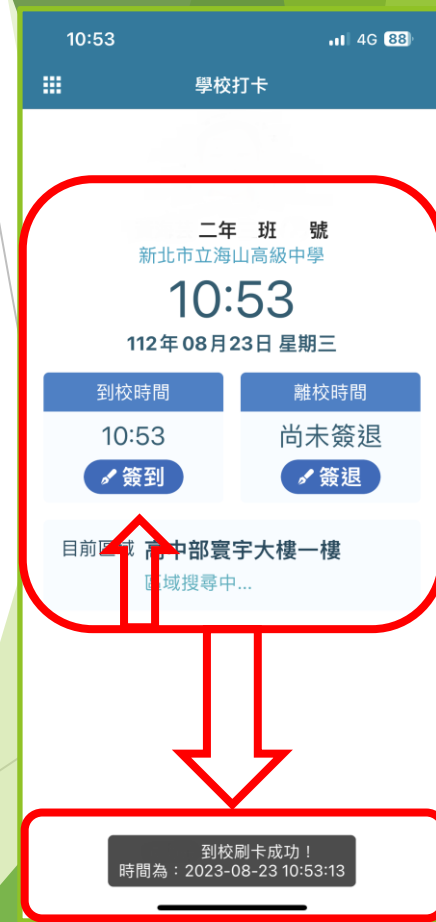 10:53 4G 88
學校打卡
二年 班 號
新北市立海山高級中學
10:53
112年08月23日 星期三
到校時間 離校時間
10:53 尚未簽退
簽到 簽退
目前區域 高中部寰宇大樓一樓
區域搜尋中...
到校刷卡成功！
時間為：2023-08-23 10:53:13